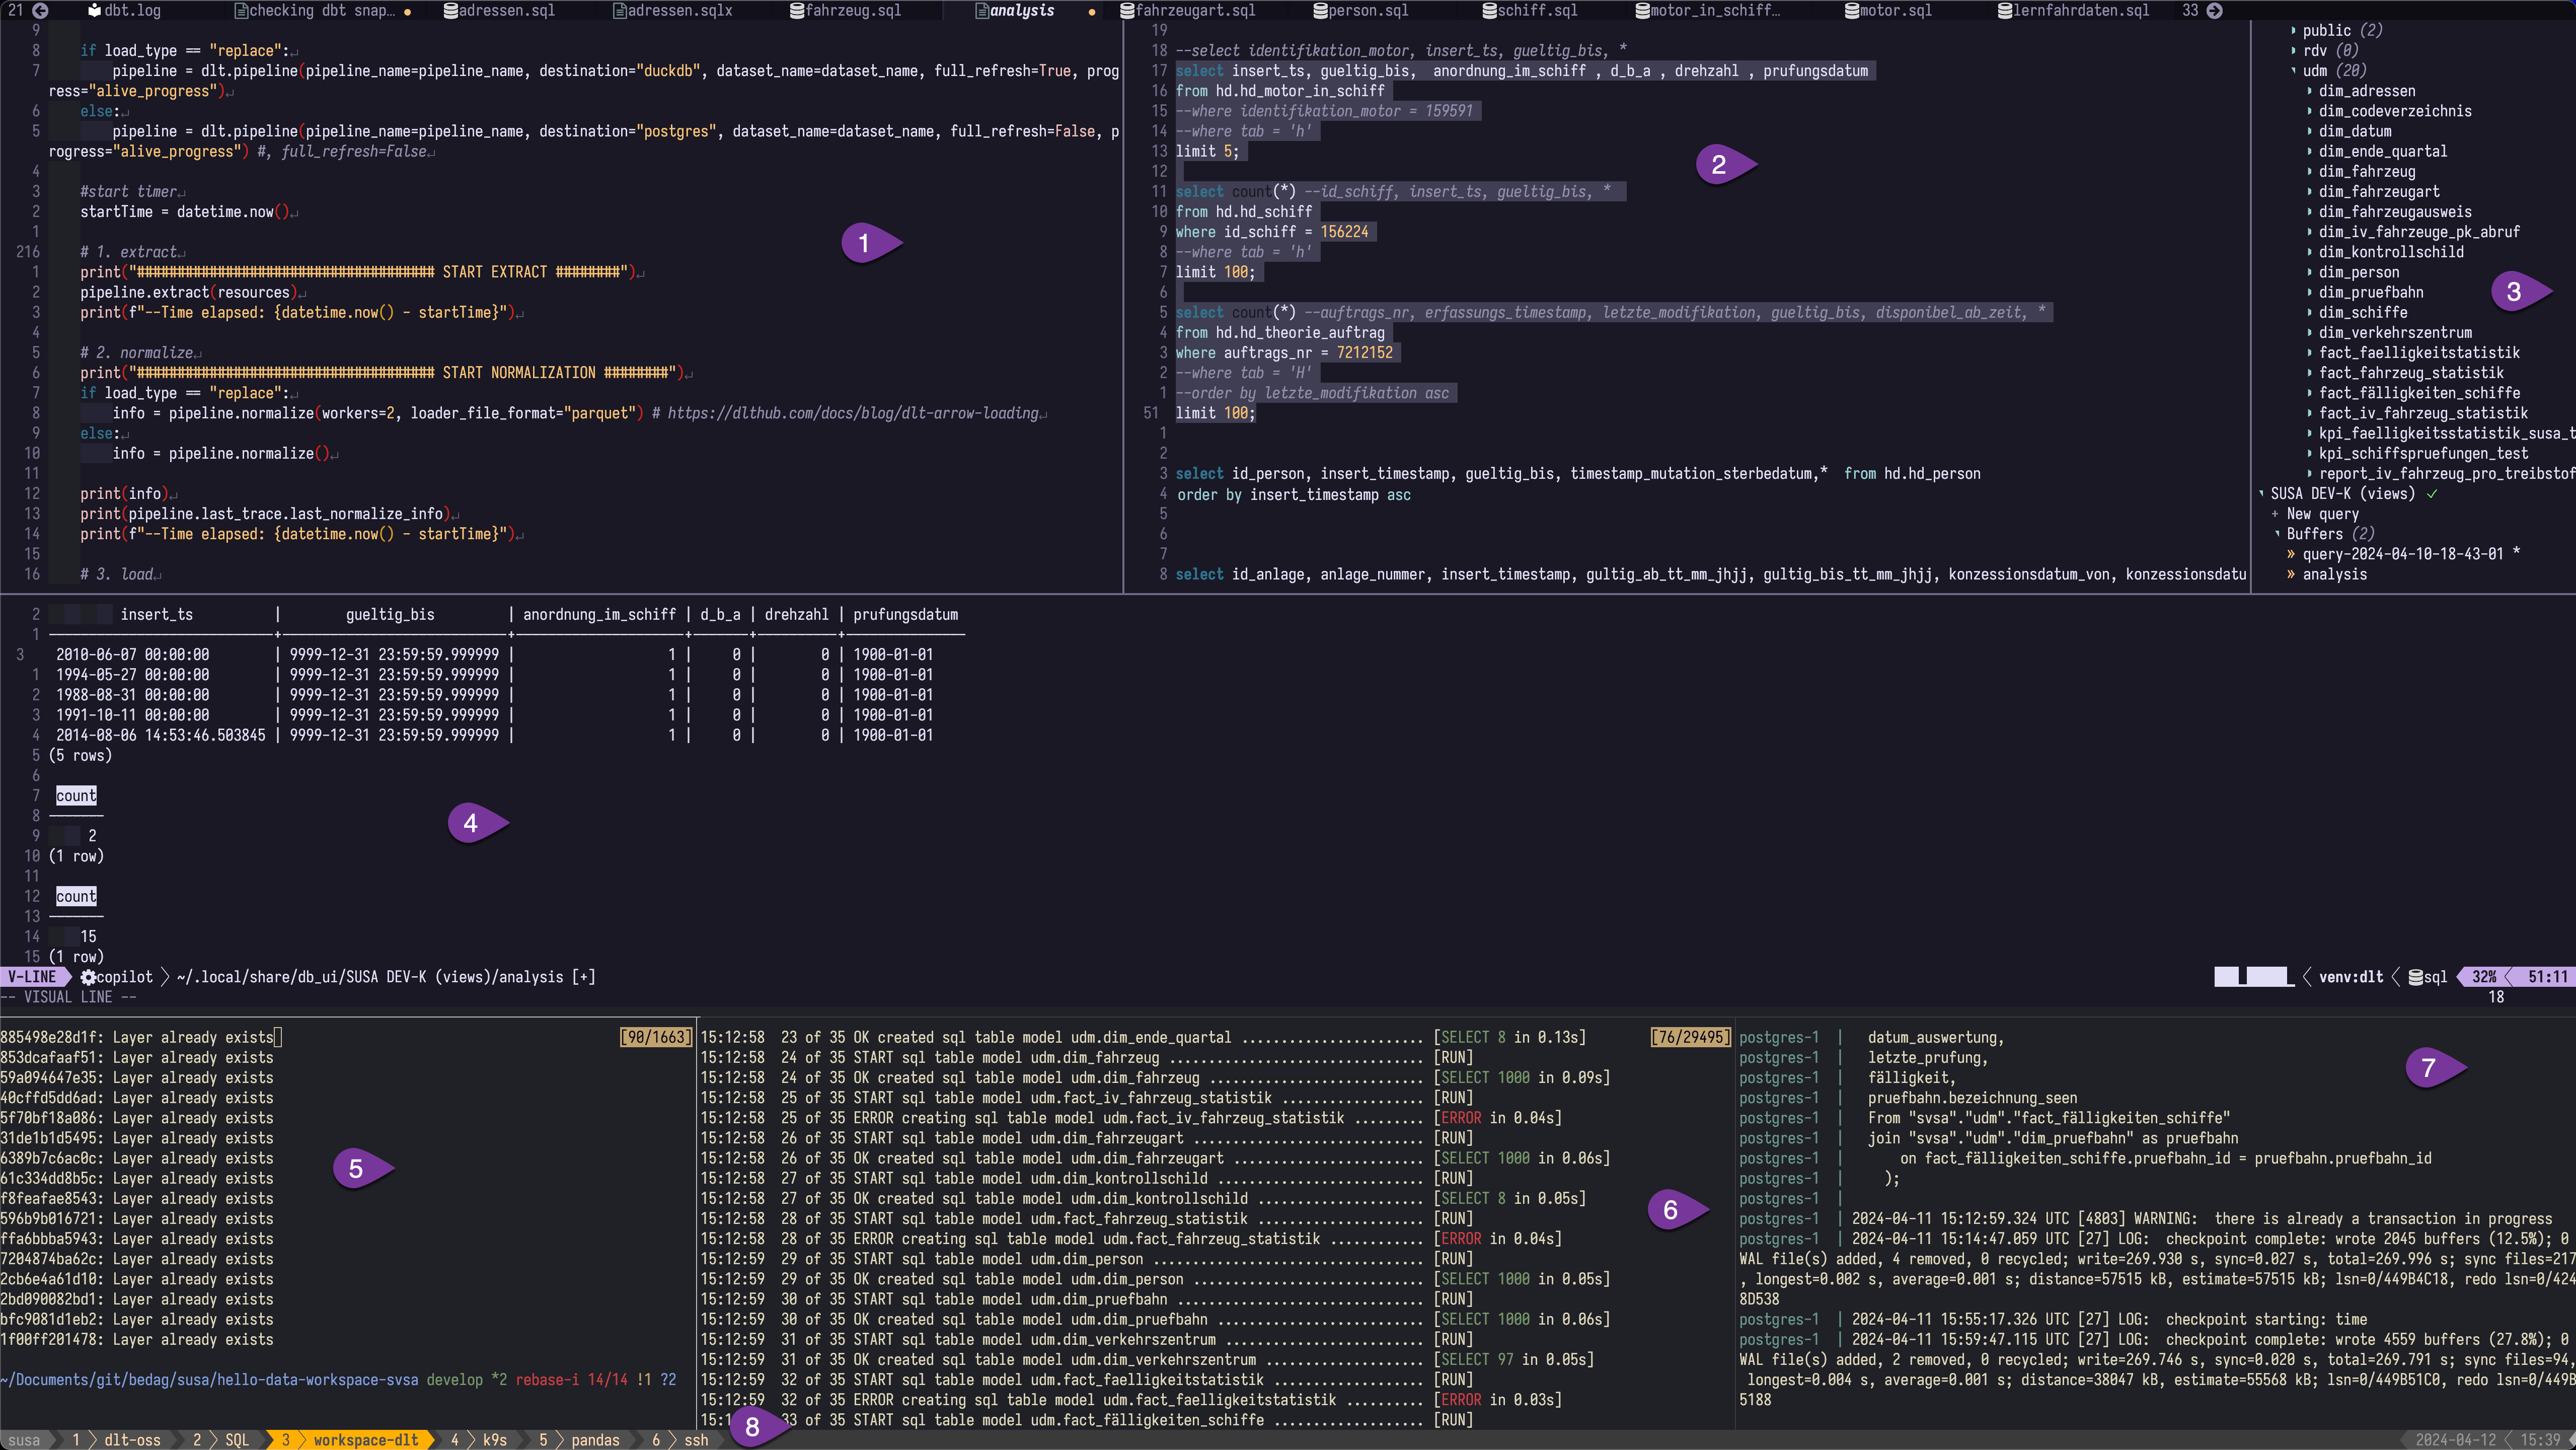 21 dbt.log checking dbt snap… adressen.sql adressen.sqlx fahrzeug.sql analysis fahrzeugart.sql person.sql schiff.sql motor_in_schiff… motor.sql lernfahrdaten.sql 33
9
8 if load_type == "replace":
7 pipeline = dlt.pipeline(pipeline_name=pipeline_name, destination="duckdb", dataset_name=dataset_name, full_refresh=True, prog
ress="alive_progress")
6 else:
5 pipeline = dlt.pipeline(pipeline_name=pipeline_name, destination="postgres", dataset_name=dataset_name, full_refresh=False, p
rogress="alive_progress") #, full_refresh=False
4
3 #start timer
2 startTime = datetime.now()
1
216 # 1. extract
1 print("##################################### START EXTRACT ########")
2 pipeline.extract(resources)
3 print(f"--Time elapsed: {datetime.now() - startTime}")
4
5 # 2. normalize
6 print("##################################### START NORMALIZATION ########")
7 if load_type == "replace":
8 info = pipeline.normalize(workers=2, loader_file_format="parquet") # https://dlthub.com/docs/blog/dlt-arrow-loading
9 else:
10 info = pipeline.normalize()
11
12 print(info)
13 print(pipeline.last_trace.last_normalize_info)
14 print(f"--Time elapsed: {datetime.now() - startTime}")
15
16 # 3. load
1
19
18 --select identifikation_motor, insert_ts, gueltig_bis, *
17 select insert_ts, gueltig_bis,  anordnung_im_schiff , d_b_a , drehzahl , prufungsdatum
16 from hd.hd_motor_in_schiff
15 --where identifikation_motor = 159591
14 --where tab = 'h'
13 limit 5;
12
11 select count(*) --id_schiff, insert_ts, gueltig_bis, *
10 from hd.hd_schiff
9 where id_schiff = 156224
8 --where tab = 'h'
7 limit 100;
6
5 select count(*) --auftrags_nr, erfassungs_timestamp, letzte_modifikation, gueltig_bis, disponibel_ab_zeit, *
4 from hd.hd_theorie_auftrag
3 where auftrags_nr = 7212152
2 --where tab = 'H'
1 --order by letzte_modifikation asc
51 limit 100;
1
2
3 select id_person, insert_timestamp, gueltig_bis, timestamp_mutation_sterbedatum,*  from hd.hd_person
4 order by insert_timestamp asc
5
6
7
8 select id_anlage, anlage_nummer, insert_timestamp, gultig_ab_tt_mm_jhjj, gultig_bis_tt_mm_jhjj, konzessionsdatum_von, konzessionsdatu
2
public (2)
rdv (0)
udm (20)
dim_adressen
dim_codeverzeichnis
dim_datum
dim_ende_quartal
dim_fahrzeug
dim_fahrzeugart
dim_fahrzeugausweis
dim_iv_fahrzeuge_pk_abruf
dim_kontrollschild
dim_person
dim_pruefbahn
dim_schiffe
dim_verkehrszentrum
fact_faelligkeitstatistik
fact_fahrzeug_statistik
fact_fälligkeiten_schiffe
fact_iv_fahrzeug_statistik
kpi_faelligkeitsstatistik_susa_t
kpi_schiffspruefungen_test
report_iv_fahrzeug_pro_treibstof
SUSA DEV-K (views) ✓
+ New query
Buffers (2)
» query-2024-04-10-18-43-01 *
» analysis
3
2 insert_ts | gueltig_bis | anordnung_im_schiff | d_b_a | drehzahl | prufungsdatum
1
3 2010-06-07 00:00:00 | 9999-12-31 23:59:59.999999 | 1 | 0 | 0 | 1900-01-01
1 1994-05-27 00:00:00 | 9999-12-31 23:59:59.999999 | 1 | 0 | 0 | 1900-01-01
2 1988-08-31 00:00:00 | 9999-12-31 23:59:59.999999 | 1 | 0 | 0 | 1900-01-01
3 1991-10-11 00:00:00 | 9999-12-31 23:59:59.999999 | 1 | 0 | 0 | 1900-01-01
4 2014-08-06 14:53:46.503845 | 9999-12-31 23:59:59.999999 | 1 | 0 | 0 | 1900-01-01
5 (5 rows)
6
7 count
8 -------
9 2
10 (1 row)
11
12 count
13 -------
14 15
15 (1 row)
4
V-LINE copilot ~/.local/share/db_ui/SUSA DEV-K (views)/analysis [+] venv:dlt sql 32% 51:11
-- VISUAL LINE -- 18
885498e28d1f: Layer already exists [90/1663]
853dcafaaf51: Layer already exists
59a094647e35: Layer already exists
40cffd5dd6ad: Layer already exists
5f70bf18a086: Layer already exists
31de1b1d5495: Layer already exists
6389b7c6ac0c: Layer already exists
61c334dd8b5c: Layer already exists
f8feafae8543: Layer already exists
596b9b016721: Layer already exists
ffa6bbba5943: Layer already exists
7204874ba62c: Layer already exists
2cb6e4a61d10: Layer already exists
2bd090082bd1: Layer already exists
bfc9081d1eb2: Layer already exists
1f00ff201478: Layer already exists
~/Documents/git/bedag/susa/hello-data-workspace-svsa develop *2 rebase-i 14/14 !1 ?2
5
15:12:58  23 of 35 OK created sql table model udm.dim_ende_quartal ....................... [SELECT 8 in 0.13s] [76/29495]
15:12:58  24 of 35 START sql table model udm.dim_fahrzeug ................................ [RUN]
15:12:58  24 of 35 OK created sql table model udm.dim_fahrzeug ........................... [SELECT 1000 in 0.09s]
15:12:58  25 of 35 START sql table model udm.fact_iv_fahrzeug_statistik .................. [RUN]
15:12:58  25 of 35 ERROR creating sql table model udm.fact_iv_fahrzeug_statistik ......... [ERROR in 0.04s]
15:12:58  26 of 35 START sql table model udm.dim_fahrzeugart ............................. [RUN]
15:12:58  26 of 35 OK created sql table model udm.dim_fahrzeugart ........................ [SELECT 1000 in 0.06s]
15:12:58  27 of 35 START sql table model udm.dim_kontrollschild .......................... [RUN]
15:12:58  27 of 35 OK created sql table model udm.dim_kontrollschild ..................... [SELECT 8 in 0.05s]
15:12:58  28 of 35 START sql table model udm.fact_fahrzeug_statistik ..................... [RUN]
15:12:58  28 of 35 ERROR creating sql table model udm.fact_fahrzeug_statistik ............ [ERROR in 0.04s]
15:12:59  29 of 35 START sql table model udm.dim_person .................................. [RUN]
15:12:59  29 of 35 OK created sql table model udm.dim_person ............................. [SELECT 1000 in 0.05s]
15:12:59  30 of 35 START sql table model udm.dim_pruefbahn ............................... [RUN]
15:12:59  30 of 35 OK created sql table model udm.dim_pruefbahn .......................... [SELECT 1000 in 0.06s]
15:12:59  31 of 35 START sql table model udm.dim_verkehrszentrum ......................... [RUN]
15:12:59  31 of 35 OK created sql table model udm.dim_verkehrszentrum .................... [SELECT 97 in 0.05s]
15:12:59  32 of 35 START sql table model udm.fact_faelligkeitstatistik ................... [RUN]
15:12:59  32 of 35 ERROR creating sql table model udm.fact_faelligkeitstatistik .......... [ERROR in 0.03s]
15:1 33 of 35 START sql table model udm.fact_fälligkeiten_schiffe ................... [RUN]
6
postgres-1  |   datum_auswertung,
postgres-1  |   letzte_prufung,
postgres-1  |   fälligkeit,
postgres-1  |   pruefbahn.bezeichnung_seen
postgres-1  |   From "svsa"."udm"."fact_fälligkeiten_schiffe"
postgres-1  |   join "svsa"."udm"."dim_pruefbahn" as pruefbahn
postgres-1  |       on fact_fälligkeiten_schiffe.pruefbahn_id = pruefbahn.pruefbahn_id
postgres-1  |     );
postgres-1  |
postgres-1  | 2024-04-11 15:12:59.324 UTC [4803] WARNING:  there is already a transaction in progress
postgres-1  | 2024-04-11 15:14:47.059 UTC [27] LOG:  checkpoint complete: wrote 2045 buffers (12.5%); 0
WAL file(s) added, 4 removed, 0 recycled; write=269.930 s, sync=0.027 s, total=269.996 s; sync files=217
, longest=0.002 s, average=0.001 s; distance=57515 kB, estimate=57515 kB; lsn=0/449B4C18, redo lsn=0/424
8D538
postgres-1  | 2024-04-11 15:55:17.326 UTC [27] LOG:  checkpoint starting: time
postgres-1  | 2024-04-11 15:59:47.115 UTC [27] LOG:  checkpoint complete: wrote 4559 buffers (27.8%); 0
WAL file(s) added, 2 removed, 0 recycled; write=269.746 s, sync=0.020 s, total=269.791 s; sync files=94,
longest=0.004 s, average=0.001 s; distance=38047 kB, estimate=55568 kB; lsn=0/449B51C0, redo lsn=0/449B
5188
7
susa 1 dlt-oss 2 SQL 3 workspace-dlt 4 k9s 5 pandas 6 ssh 8 2024-04-12 15:39